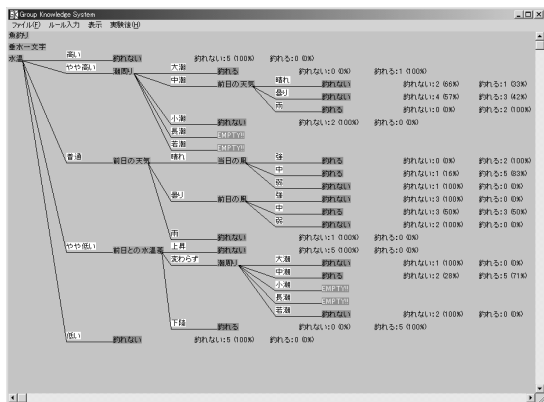 Group Knowledge System
ファイル(F) ルール入力 表示 実験値(H)
魚釣り
垂水一文字
水温 高い 釣れない 釣れない:5 (100%) 釣れる:0 (0%)
やや高い 潮周り 大潮 釣れる 釣れない:0 (0%) 釣れる:1 (100%)
中潮 前日の天気 晴れ 釣れない 釣れない:2 (66%) 釣れる:1 (33%)
曇り 釣れない 釣れない:4 (57%) 釣れる:3 (42%)
雨 釣れる 釣れない:0 (0%) 釣れる:2 (100%)
小潮 釣れない 釣れない:2 (100%) 釣れる:0 (0%)
長潮 EMPTY!!
若潮 EMPTY!!
普通 前日の天気 晴れ 当日の風 強 釣れる 釣れない:0 (0%) 釣れる:2 (100%)
中 釣れる 釣れない:1 (16%) 釣れる:5 (83%)
弱 釣れない 釣れない:1 (100%) 釣れる:0 (0%)
曇り 前日の風 強 釣れない 釣れない:3 (100%) 釣れる:0 (0%)
中 釣れる 釣れない:3 (50%) 釣れる:3 (50%)
弱 釣れない 釣れない:2 (100%) 釣れる:0 (0%)
雨 釣れない 釣れない:1 (100%) 釣れる:0 (0%)
やや低い 前日との水温差 上昇 釣れない 釣れない:5 (100%) 釣れる:0 (0%)
変わらず 潮周り 大潮 釣れない 釣れない:1 (100%) 釣れる:0 (0%)
中潮 釣れる 釣れない:2 (28%) 釣れる:5 (71%)
小潮 EMPTY!!
長潮 EMPTY!!
若潮 釣れない 釣れない:2 (100%) 釣れる:0 (0%)
下降 釣れる 釣れない:0 (0%) 釣れる:5 (100%)
低い 釣れない 釣れない:5 (100%) 釣れる:0 (0%)